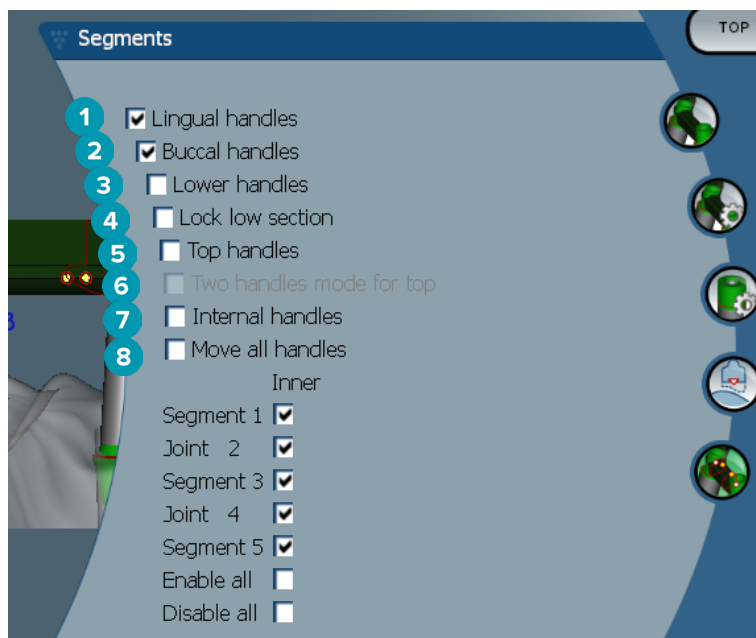 TOP
Segments
1 Lingual handles
2 Buccal handles
3 Lower handles
4 Lock low section
5 Top handles
6 Two handles mode for top
7 Internal handles
8 Move all handles
Inner
Segment 1
Joint 2
Segment 3
Joint 4
Segment 5
Enable all
Disable all